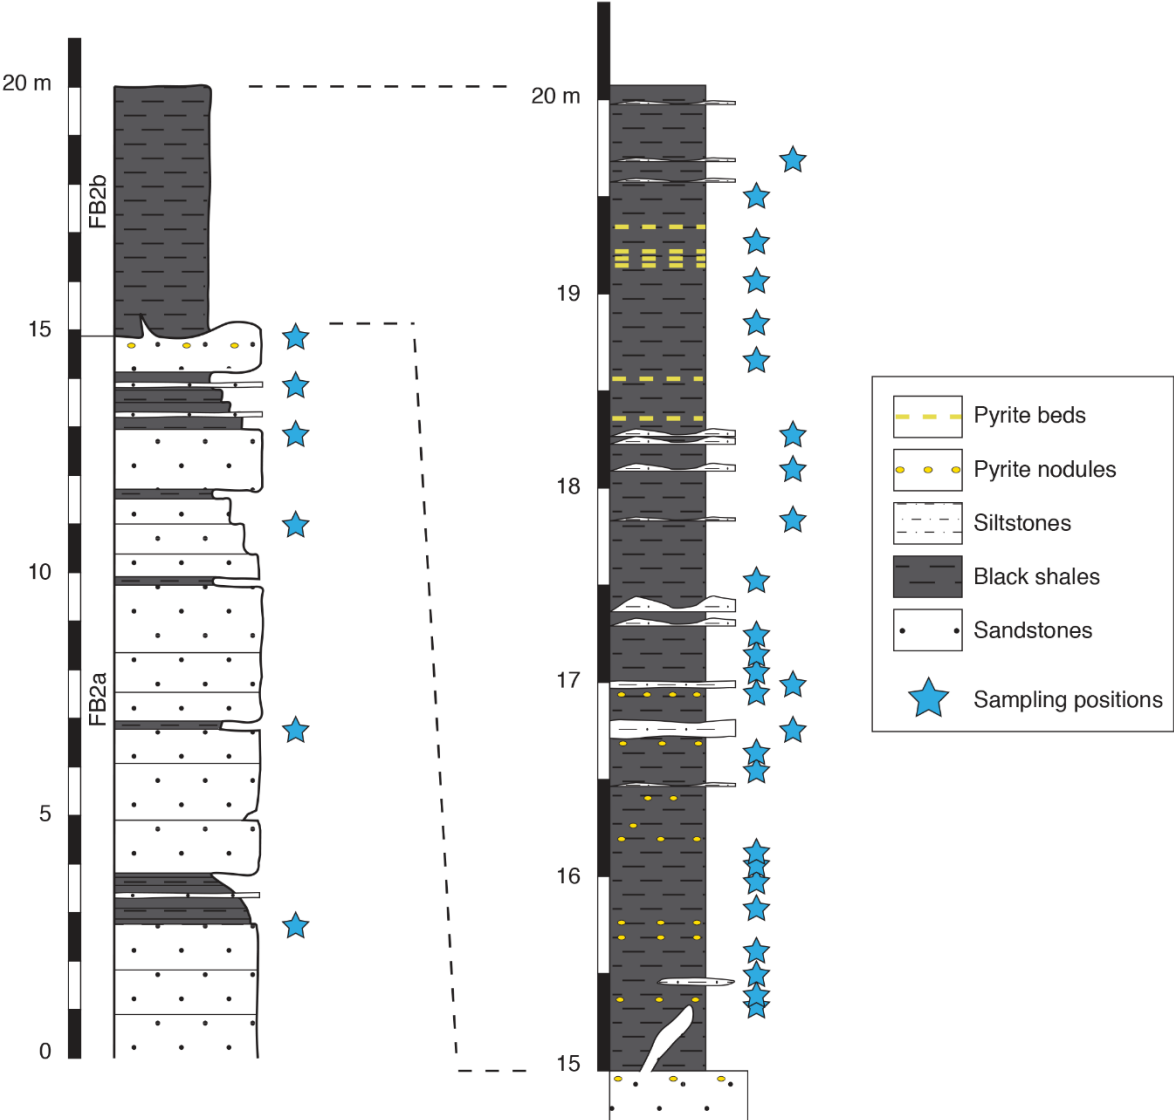 20 m
FB2b
15
10
FB2a
5
0
20 m
19
18
17
16
15
Pyrite beds
Pyrite nodules
Siltstones
Black shales
Sandstones
Sampling positions